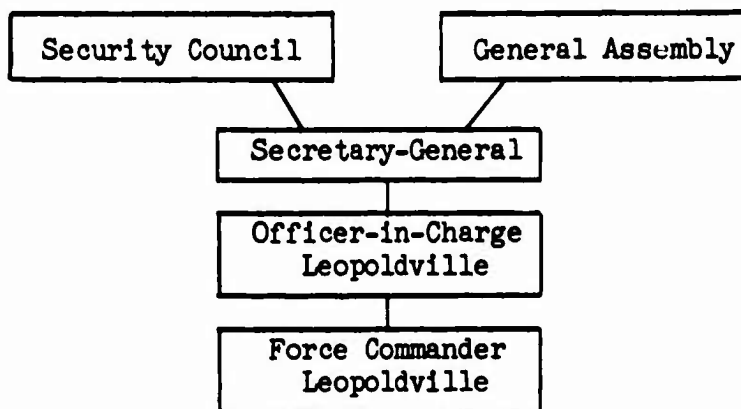 Security Council
General Assembly
Secretary-General
Officer-in-Charge
Leopoldville
Force Commander
Leopoldville